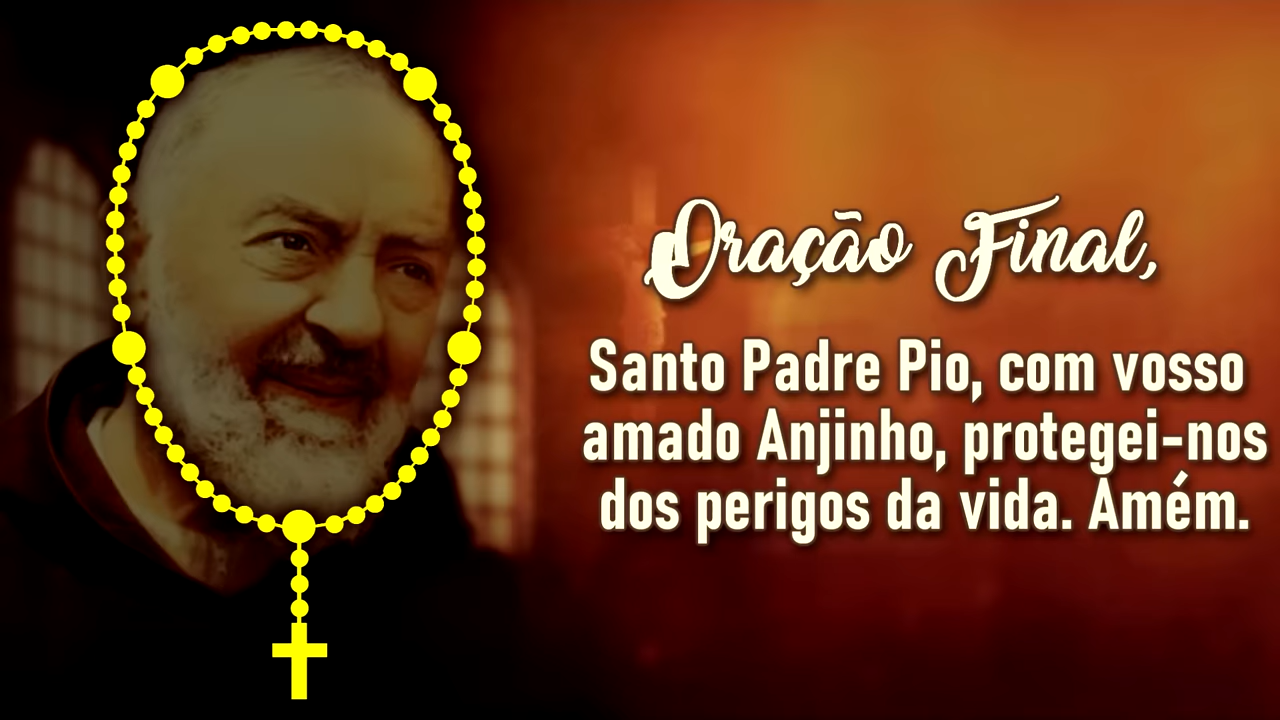 Oração Final,
Santo Padre Pio, com vosso
amado Anjinho, protegei-nos
dos perigos da vida. Amém.